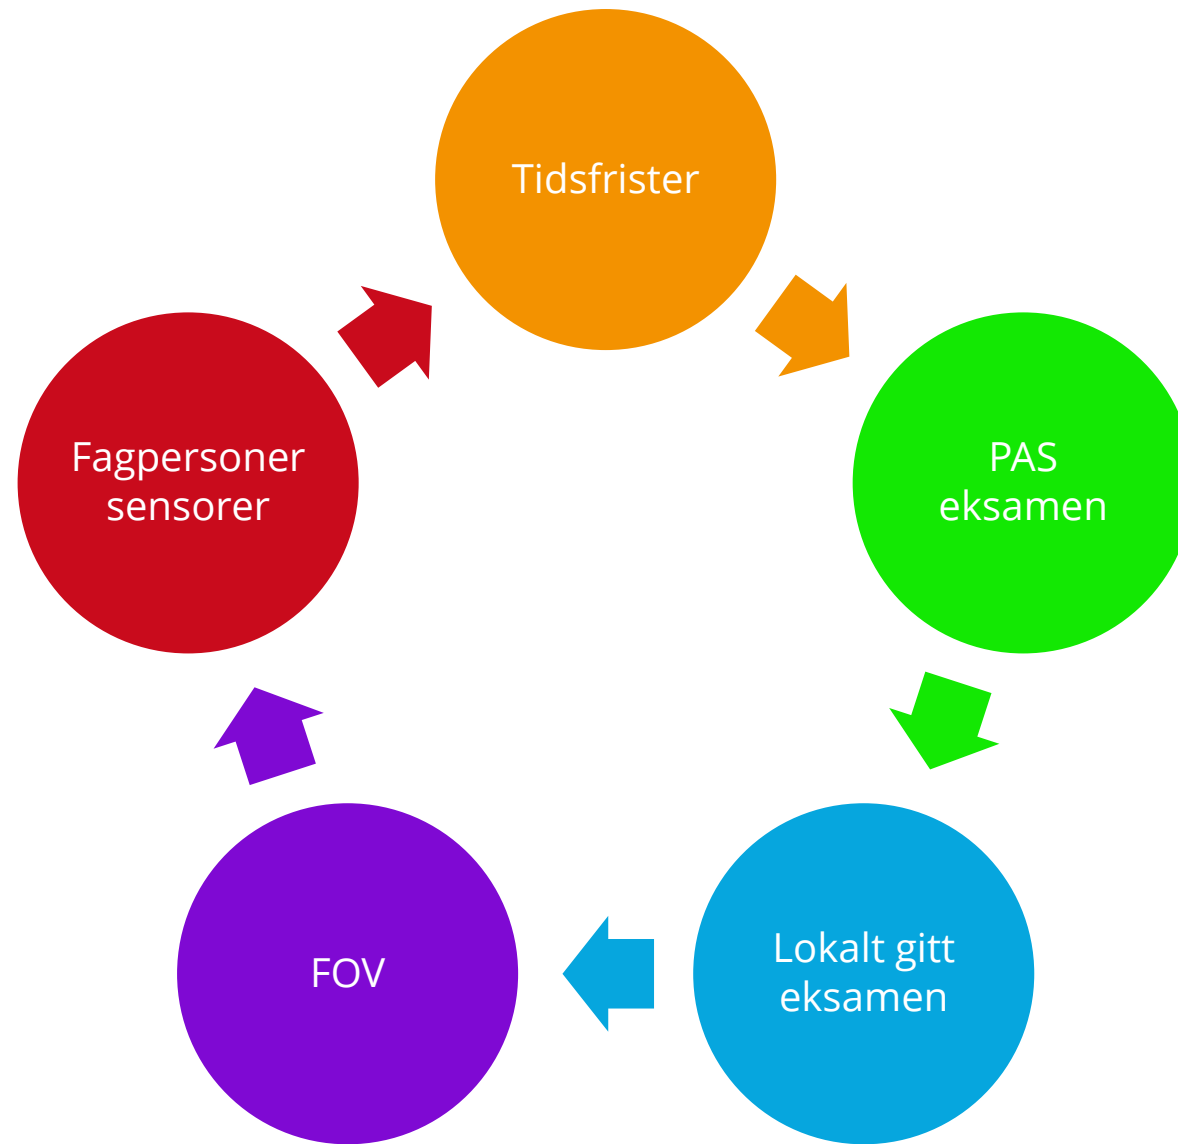 Tidsfrister
PAS
eksamen
Lokalt gitt
eksamen
FOV
Fagpersoner
sensorer